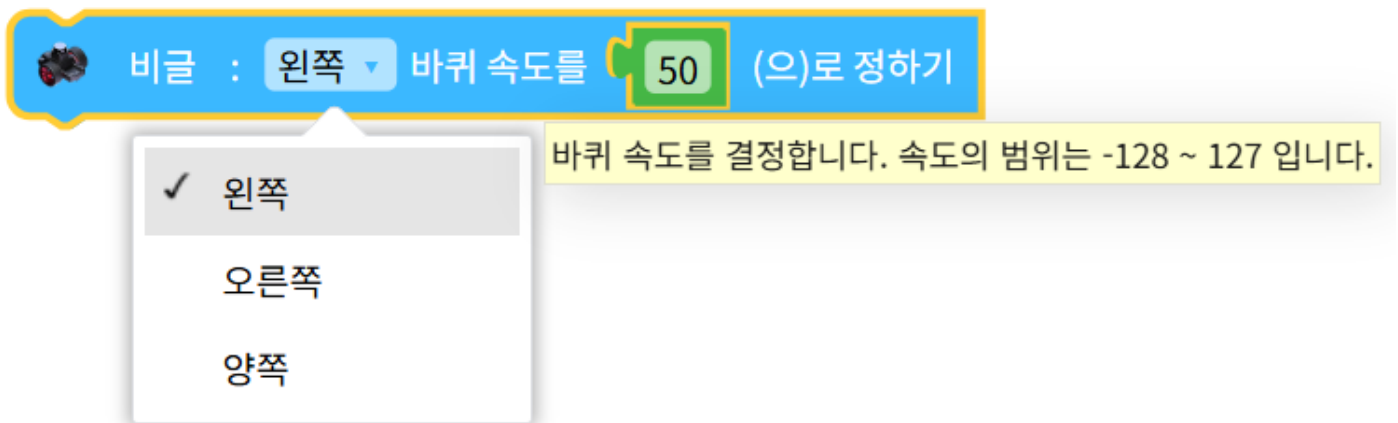 비글 : 왼쪽 ▼ 바퀴 속도를 50 (으)로 정하기
바퀴 속도를 결정합니다. 속도의 범위는 -128 ~ 127 입니다.
✓ 왼쪽
오른쪽
양쪽